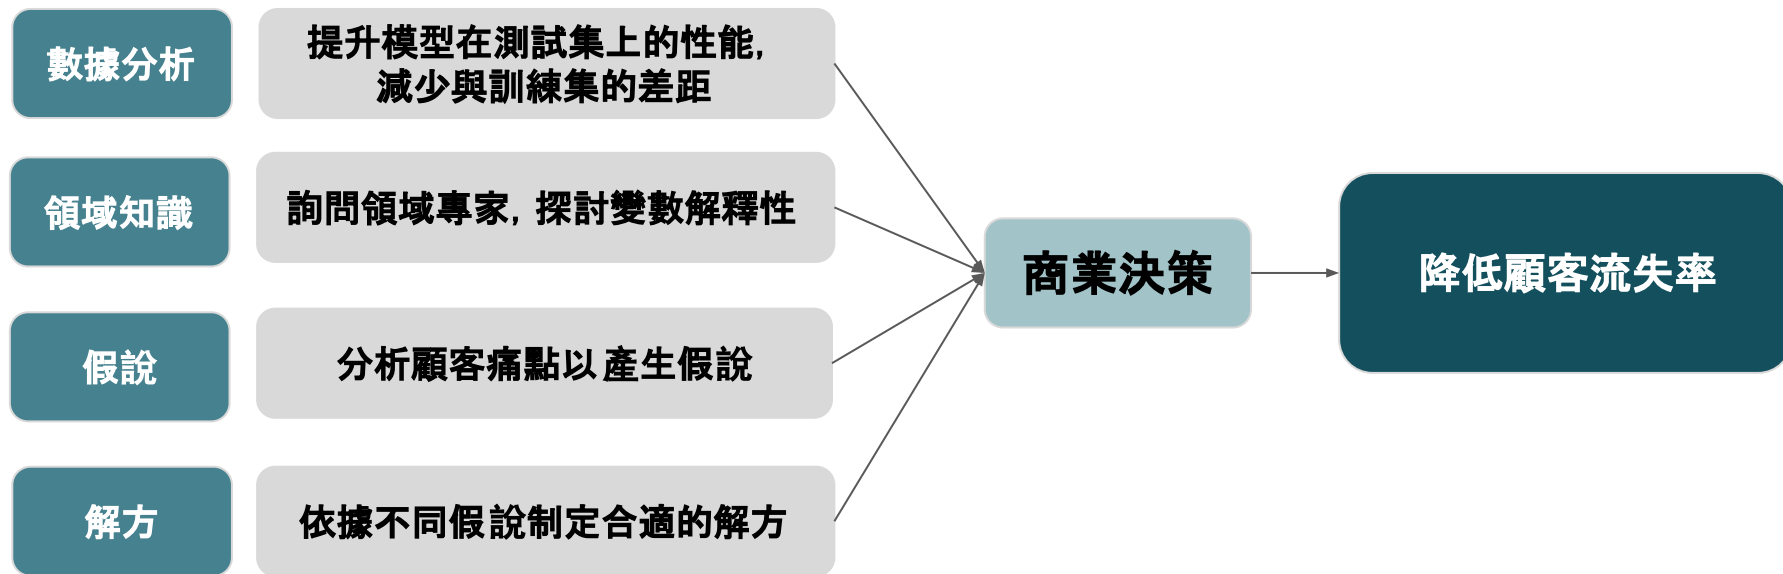 數據分析
提升模型在測試集上的性能,
減少與訓練集的差距
領域知識
詢問領域專家, 探討變數解釋性
商業決策
降低顧客流失率
假說
分析顧客痛點以產生假說
解方
依據不同假說制定合適的解方